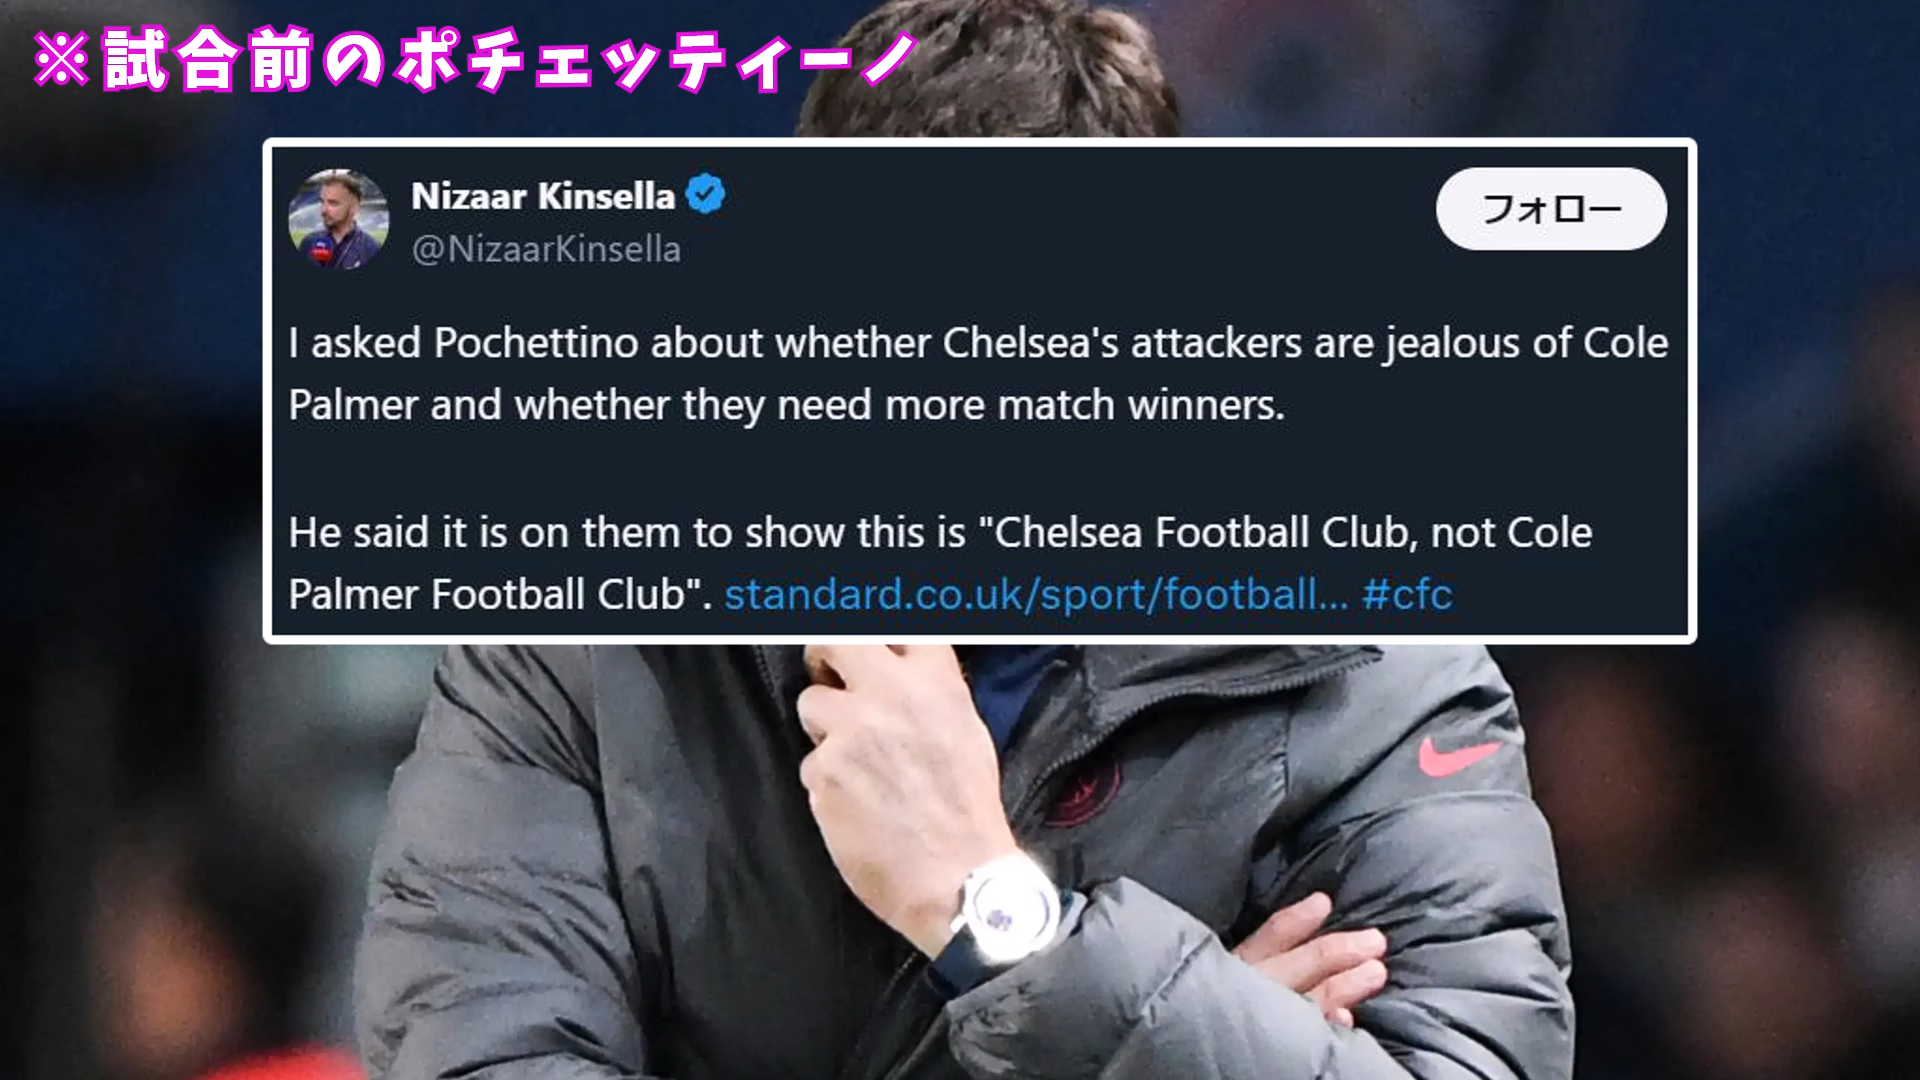 ※試合前のポチェッティーノ
Nizaar Kinsella
@NizaarKinsella
フォロー
I asked Pochettino about whether Chelsea's attackers are jealous of Cole
Palmer and whether they need more match winners.
He said it is on them to show this is "Chelsea Football Club, not Cole
Palmer Football Club". standard.co.uk/sport/football... #cfc